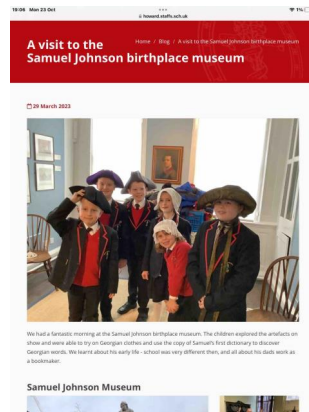 19:06 Mon 23 Oct
1%
howard.staffs.sch.uk
Home / Blog / A visit to the Samuel Johnson birthplace museum
A visit to the
Samuel Johnson birthplace museum
29 March 2023
We had a fantastic morning at the Samuel Johnson birthplace museum. The children explored the artefacts on
show and were able to try on Georgian clothes and use the copy of Samuel's first dictionary to discover
Georgian words. We learnt about his early life - school was very different then, and all about his dads work as
a bookmaker.
Samuel Johnson Museum